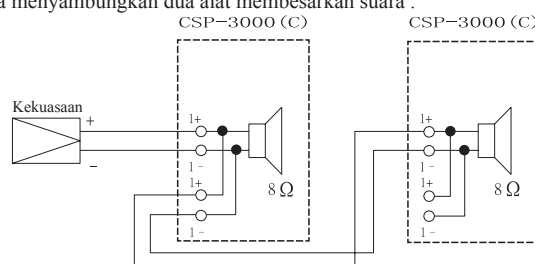 a menyambungkan dua alat membesarkan suara :
CSP-3000(C) CSP-3000(C)
Kekuasaan
+
−
1+
1 -
1+
1 -
8 Ω
1+
1 -
1+
1 -
8 Ω